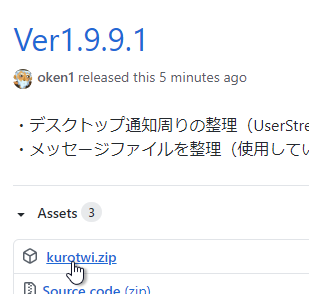 Ver1.9.9.1
oken1 released this 5 minutes ago
・デスクトップ通知周りの整理（UserStre
・メッセージファイルを整理（使用してい
Assets 3
kurotwi.zip
Source code (zip)